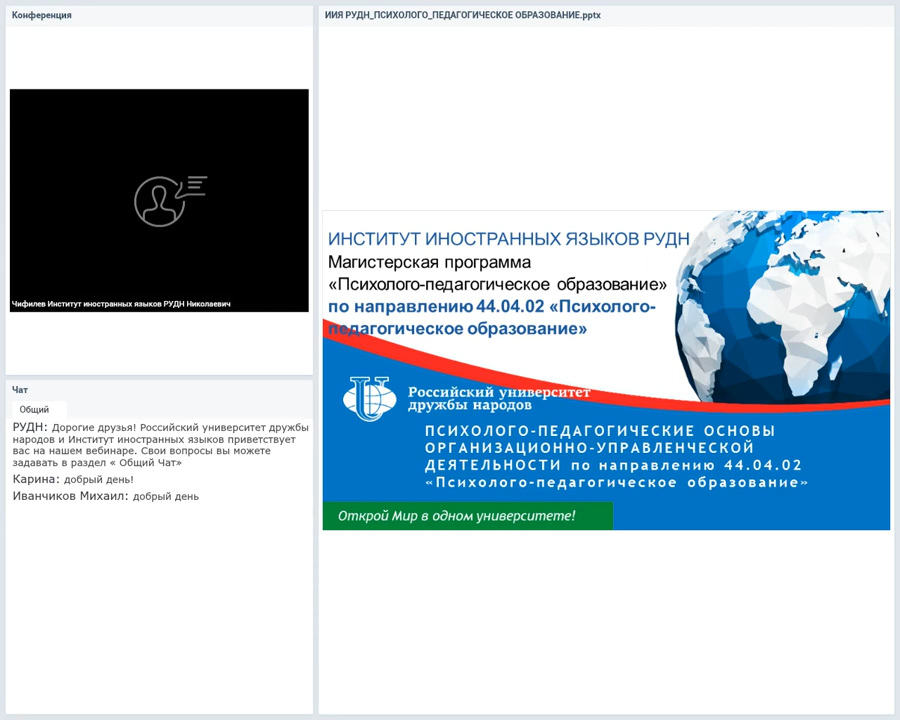 Конференция
Чифилев Институт иностранных языков РУДН Николаевич
Чат
Общий
РУДН: Дорогие друзья! Российский университет дружбы
народов и Институт иностранных языков приветствует
вас на нашем вебинаре. Свои вопросы вы можете
задавать в раздел « Общий Чат»
Карина: добрый день!
Иванчиков Михаил: добрый день
ИИЯ РУДН_ПСИХОЛОГО_ПЕДАГОГИЧЕСКОЕ ОБРАЗОВАНИЕ.pptx
ИНСТИТУТ ИНОСТРАННЫХ ЯЗЫКОВ РУДН
Магистерская программа
«Психолого-педагогическое образование»
по направлению 44.04.02 «Психолого-
педагогическое образование»
Российский университет
дружбы народов
ПСИХОЛОГО-ПЕДАГОГИЧЕСКИЕ ОСНОВЫ
ОРГАНИЗАЦИОННО-УПРАВЛЕНЧЕСКОЙ
ДЕЯТЕЛЬНОСТИ по направлению 44.04.02
«Психолого-педагогическое образование»
Открой Мир в одном университете!